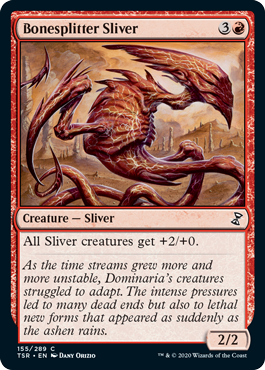 Bonesplitter Sliver 3
Creature — Sliver
All Sliver creatures get +2/+0.
As the time streams grew more and
more unstable, Dominaria's creatures
struggled to adapt. The intense pressures
led to many dead ends but also to lethal
new forms that appeared as suddenly as
the ashen rains.
2/2
155/289 C
TSR • EN Dany Orizio
™ & © 2020 Wizards of the Coast